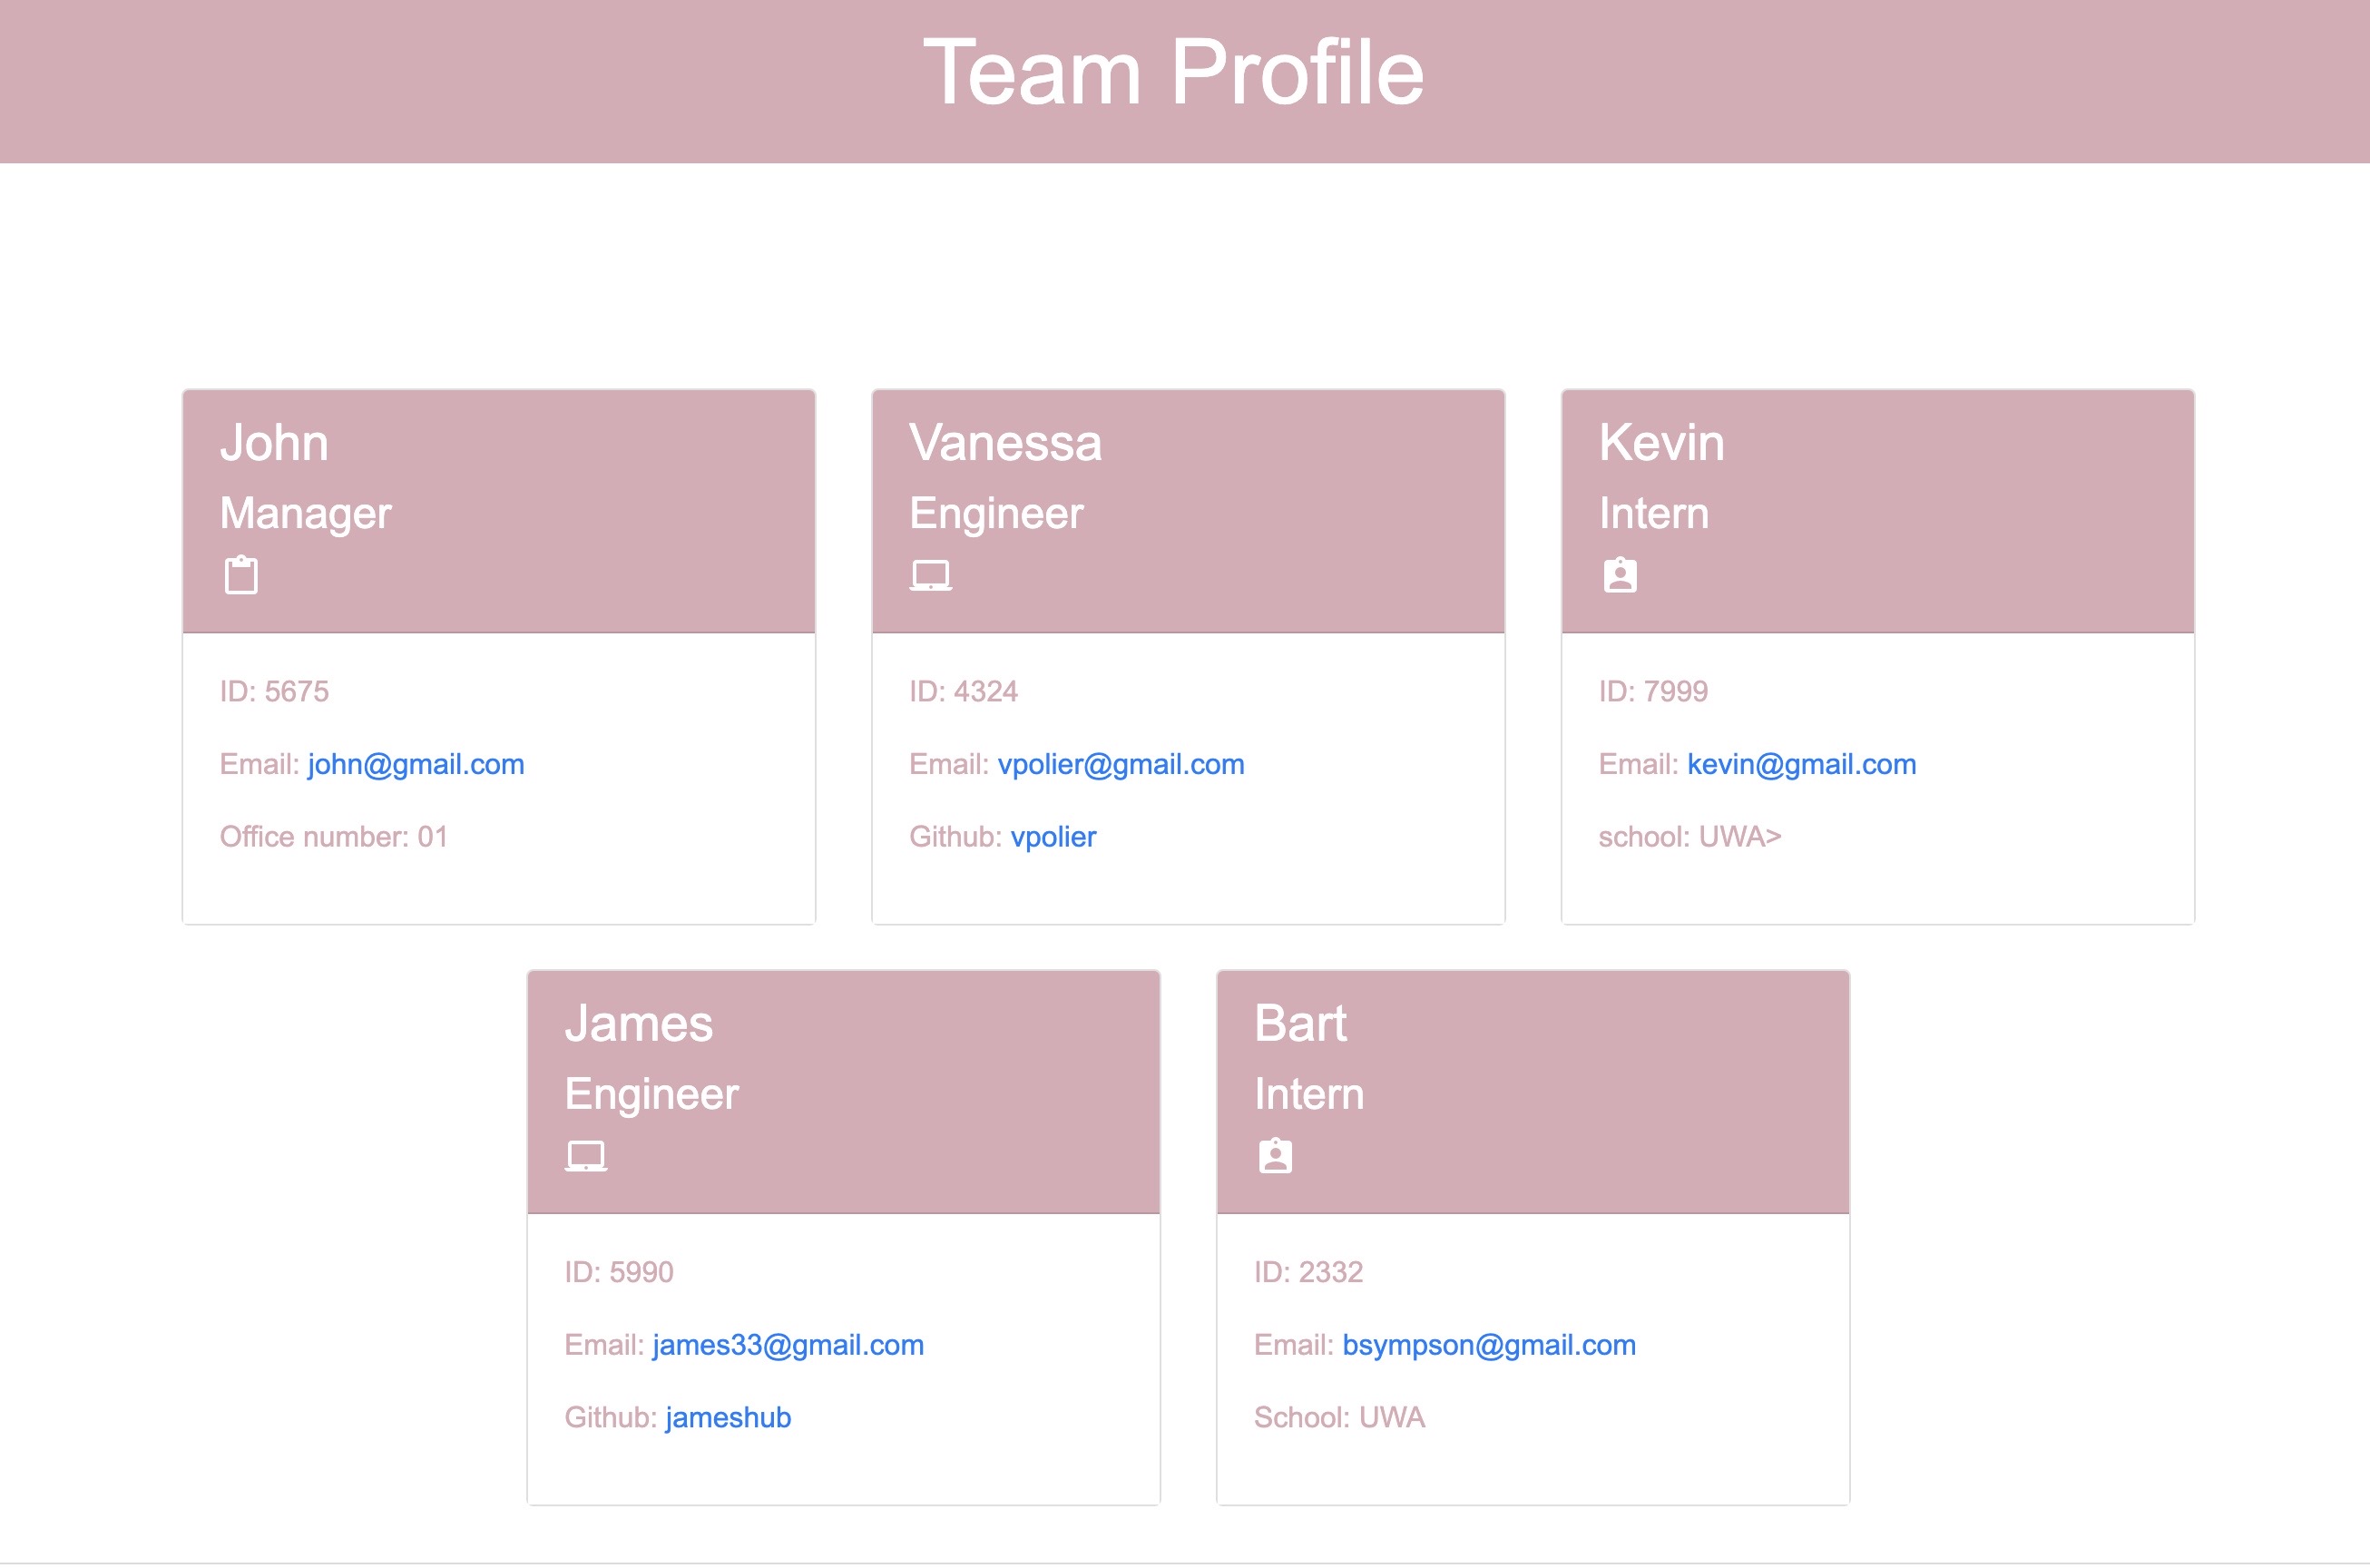 Team Profile
John
Manager
ID: 5675
Email: john@gmail.com
Office number: 01
Vanessa
Engineer
ID: 4324
Email: vpolier@gmail.com
Github: vpolier
Kevin
Intern
ID: 7999
Email: kevin@gmail.com
school: UWA>
James
Engineer
ID: 5990
Email: james33@gmail.com
Github: jameshub
Bart
Intern
ID: 2332
Email: bsympson@gmail.com
School: UWA